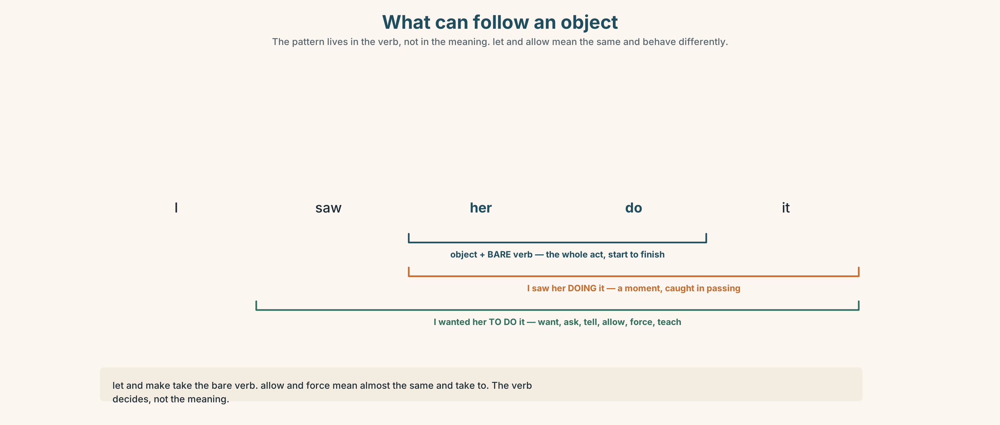 What can follow an object
The pattern lives in the verb, not in the meaning. let and allow mean the same and behave differently.
I saw her do it
object + BARE verb — the whole act, start to finish
I saw her DOING it — a moment, caught in passing
I wanted her TO DO it — want, ask, tell, allow, force, teach
let and make take the bare verb. allow and force mean almost the same and take to. The verb
decides, not the meaning.